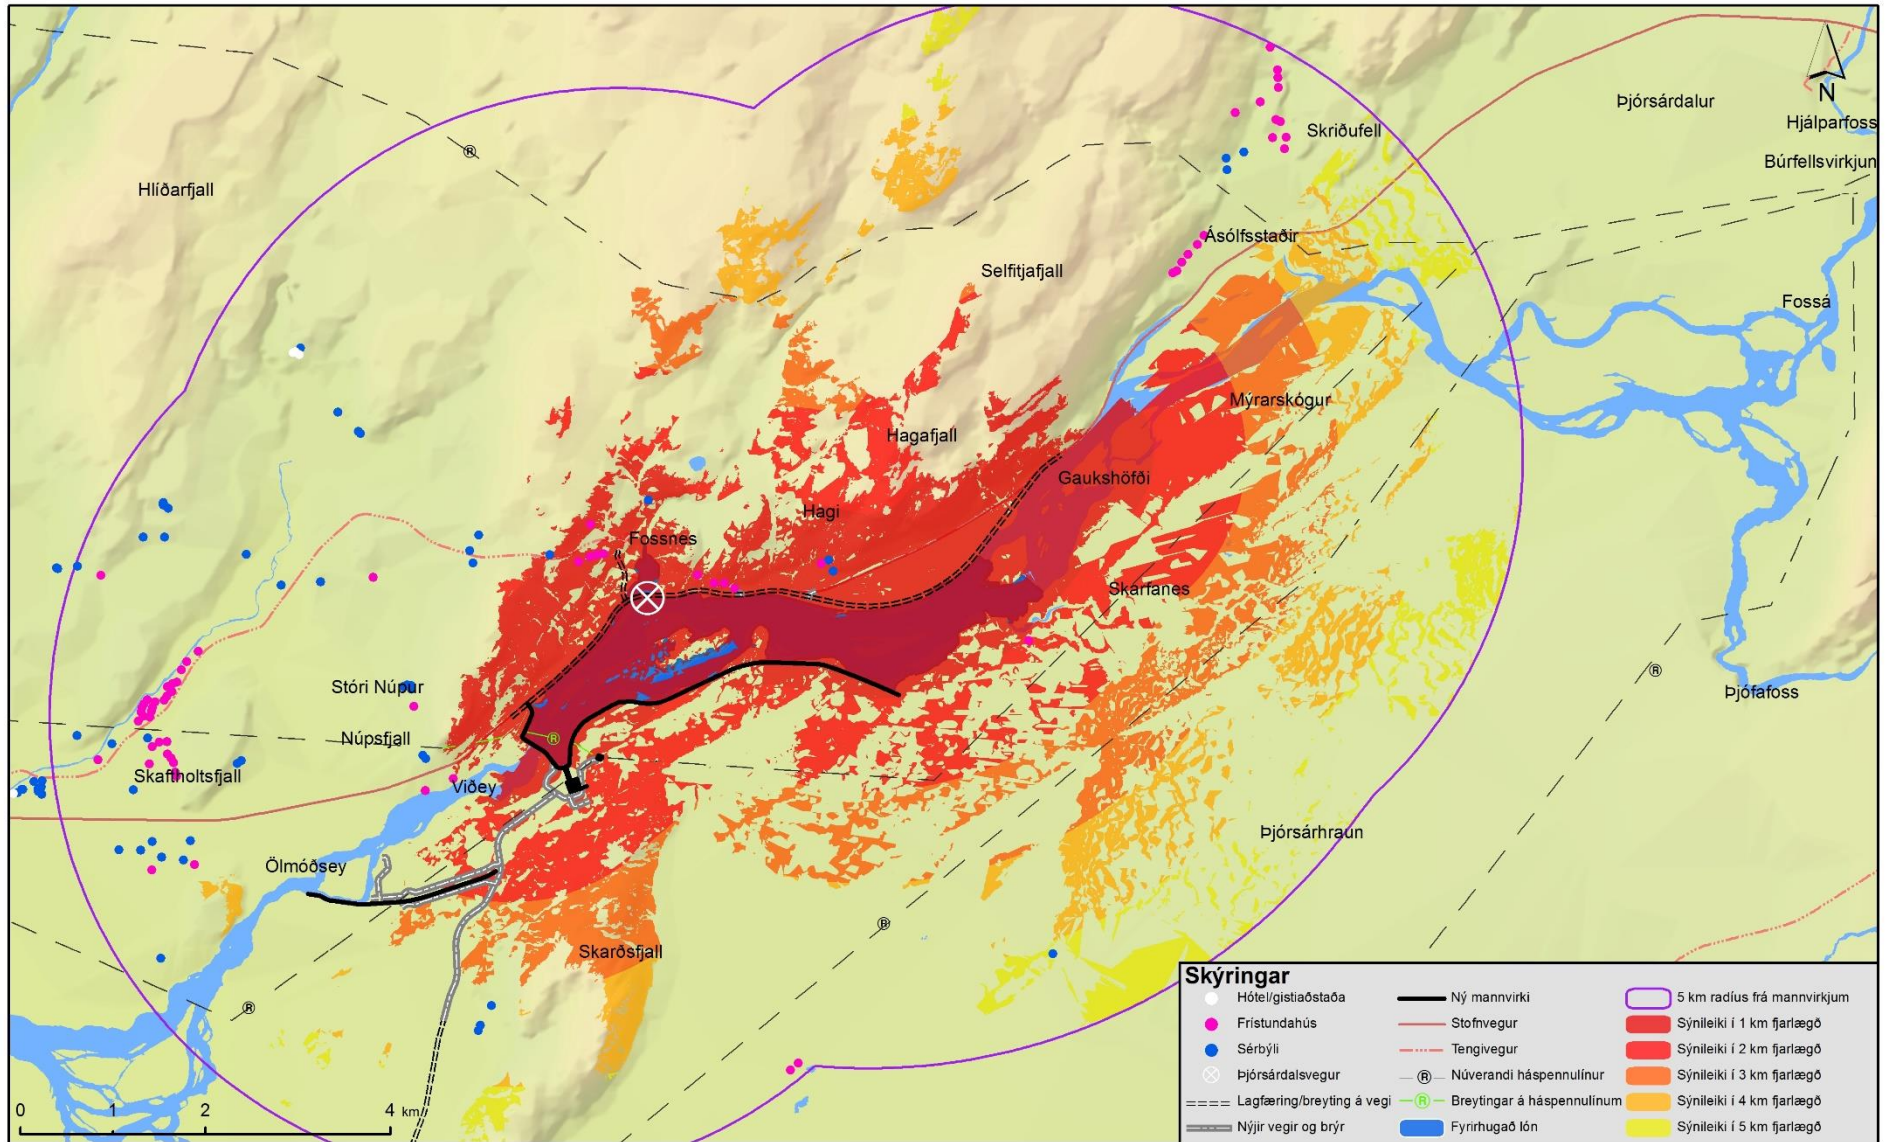 Þjórsárdalur
N
Hjálparfoss
Skriðufell
Búrfellsvirkjun
Hlíðarfjall
Ásólfsstaðir
Selfitjafjall
Fossá
Mýrarskógur
Hagafjall
Gaukshöfði
Hagi
Fossnes
Skarfanes
Stóri Núpur
Þjófafoss
Núpsfjall
Skaftholtsfjall
Viðey
Þjórsárhraun
Ölmóðsey
Skarðsfjall
R
R
R
R
R
0 1 2 4 km
Skýringar
Hótel/gistiaðstaða
Frístundahús
Sérbýli
Þjórsárdalsvegur
Lagfæring/breyting á vegi
Nýjir vegir og brýr
Ný mannvirki
Stofnvegur
Tengivegur
R Núverandi háspennulínur
R Breytingar á háspennulínum
Fyrirhugað lón
5 km radíus frá mannvirkjum
Sýnileiki í 1 km fjarlægð
Sýnileiki í 2 km fjarlægð
Sýnileiki í 3 km fjarlægð
Sýnileiki í 4 km fjarlægð
Sýnileiki í 5 km fjarlægð